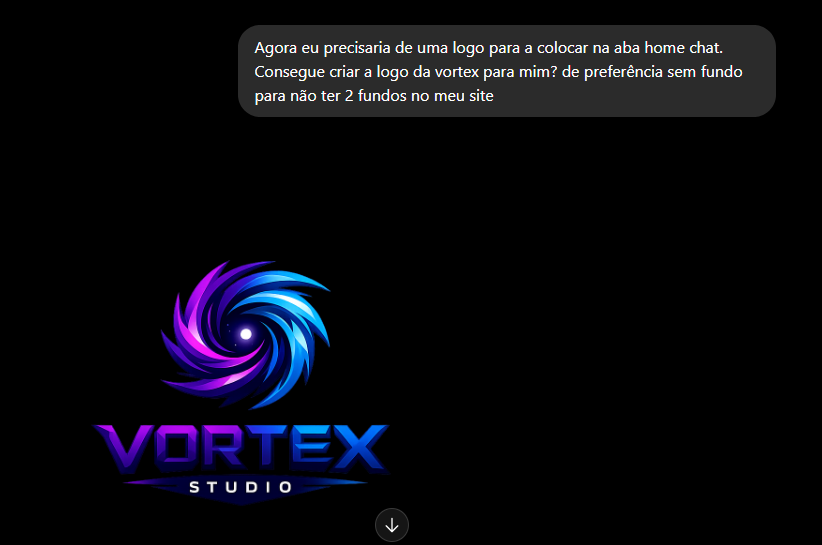 Agora eu precisaria de uma logo para a colocar na aba home chat.
Consegue criar a logo da vortex para mim? de preferência sem fundo
para não ter 2 fundos no meu site
VORTEX
STUDIO